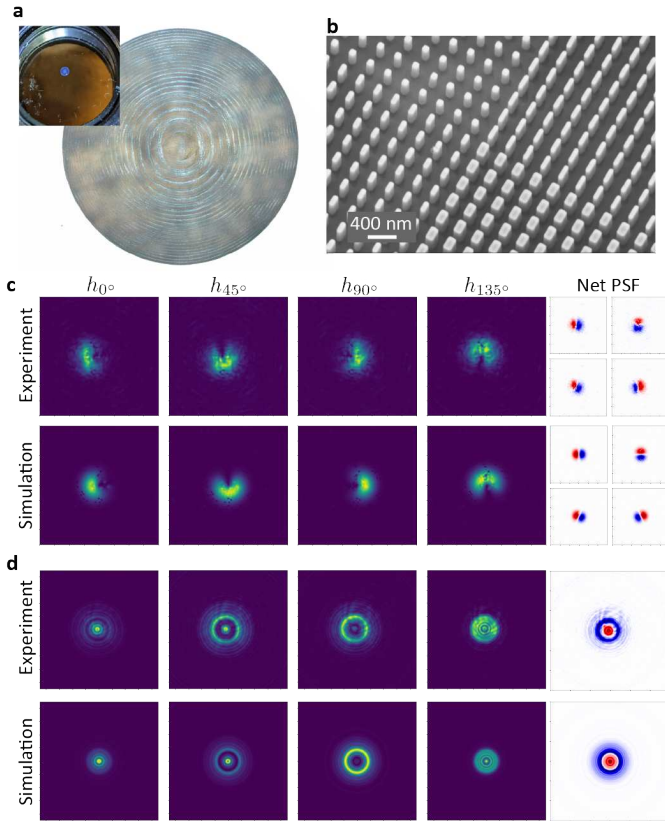 a
b
400 nm
c
h0° h45° h90° h135° Net PSF
Experiment
Simulation
d
Experiment
Simulation